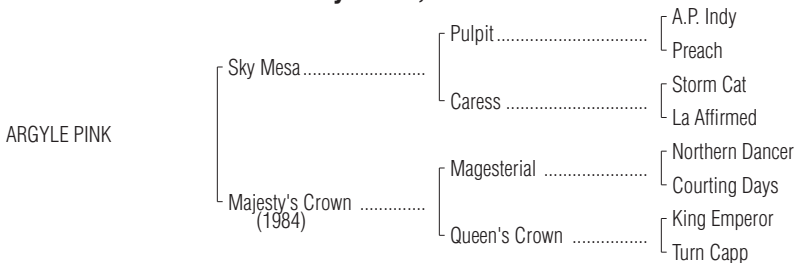 Pulpit
A.P. Indy
Preach
Sky Mesa
Caress
Storm Cat
La Affirmed
ARGYLE PINK
Magesterial
Northern Dancer
Courting Days
Majesty's Crown
(1984)
Queen's Crown
King Emperor
Turn Capp